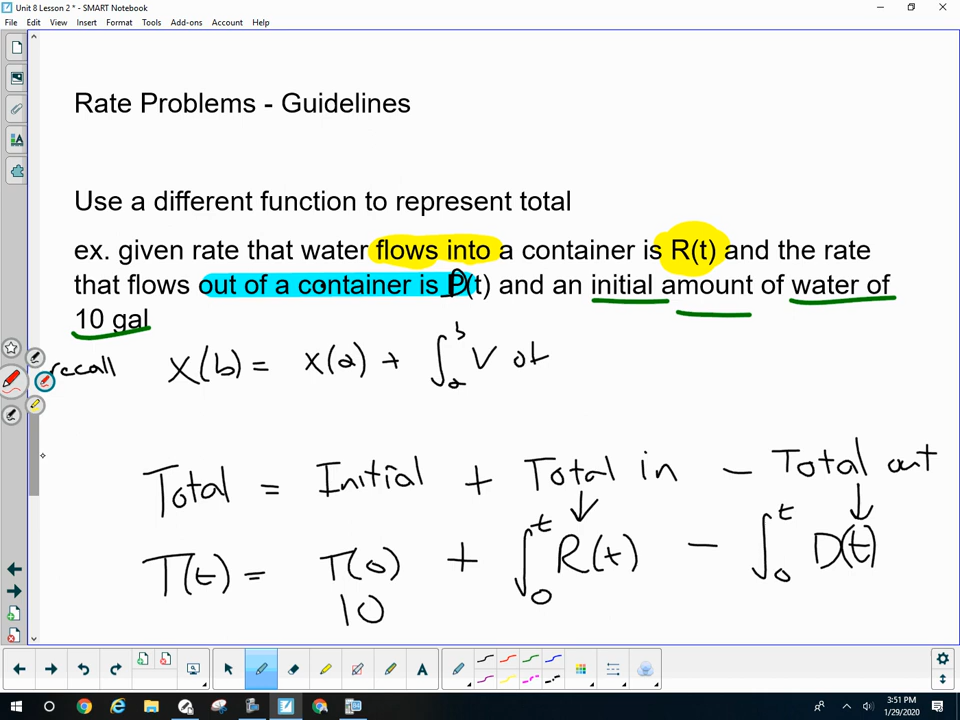 Unit 8 Lesson 2 * - SMART Notebook
File Edit View Insert Format Tools Add-ons Account Help
Rate Problems - Guidelines
Use a different function to represent total
ex. given rate that water flows into a container is R(t) and the rate
that flows out of a container is D(t) and an initial amount of water of
10 gal
recall x(b) = x(a) + ∫_a^b V dt
Total = Initial + Total in - Total out
T(t) = T(0) + ∫_0^t R(t) - ∫_0^t D(t)
10
A
3:51 PM
1/29/2020